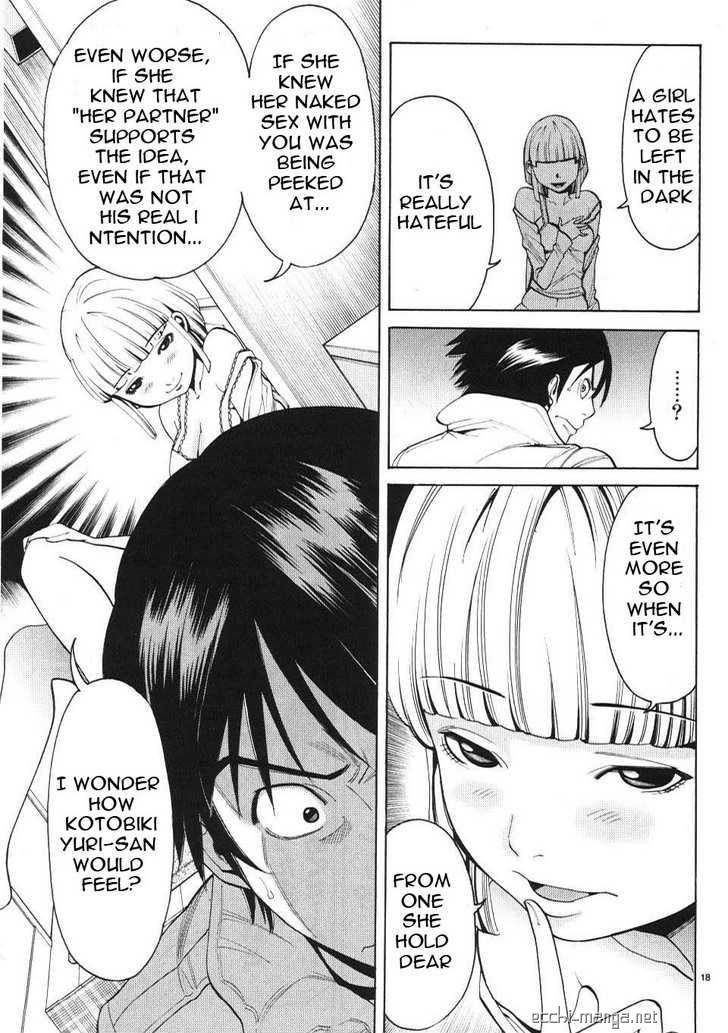 A GIRL
HATES
TO BE
LEFT
IN THE
DARK
IT'S
REALLY
HATEFUL
......
?
IT'S
EVEN
MORE
SO
WHEN
IT'S...
FROM
ONE
SHE
HOLD
DEAR
IF SHE
KNEW
HER NAKED
SEX WITH
YOU WAS
BEING
PEEKED
AT...
EVEN WORSE,
IF SHE
KNEW THAT
"HER PARTNER"
SUPPORTS
THE IDEA,
EVEN IF THAT
WAS NOT
HIS REAL I
NTENTION...
I WONDER
HOW
KOTOBIKI
YURI-SAN
WOULD
FEEL?
18
ecchi-manga.net